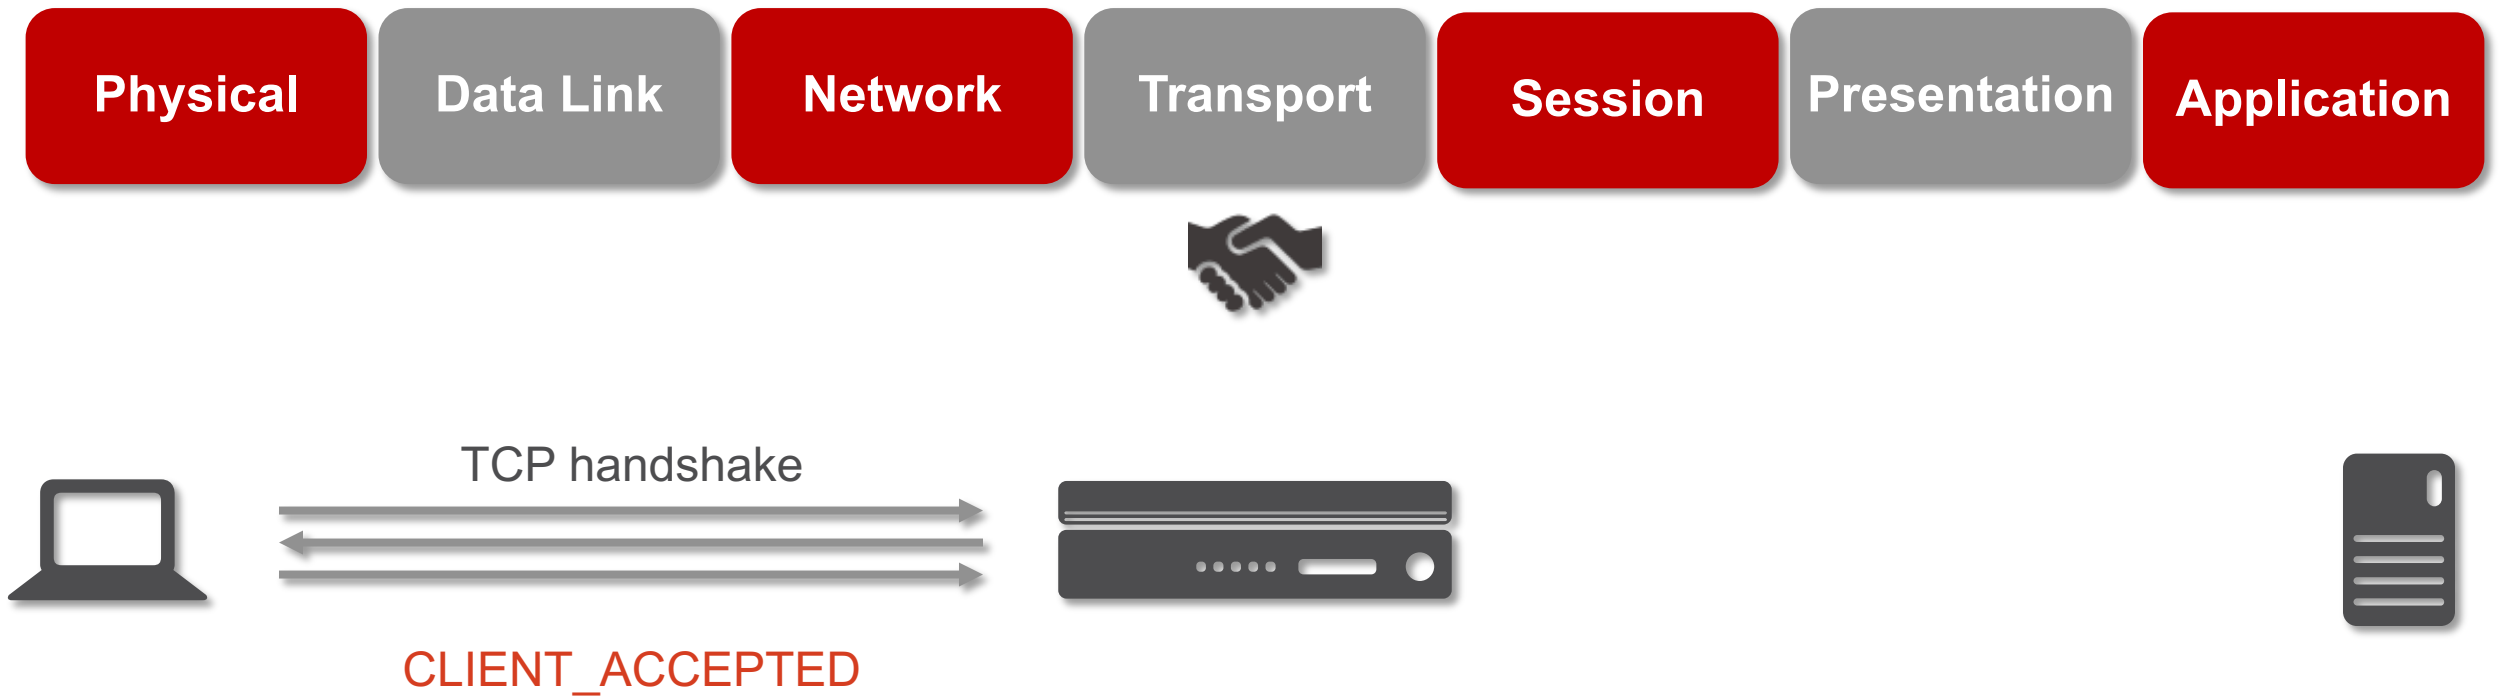 Physical
Data Link
Network
Transport
Session
Presentation
Application
TCP handshake
CLIENT_ACCEPTED